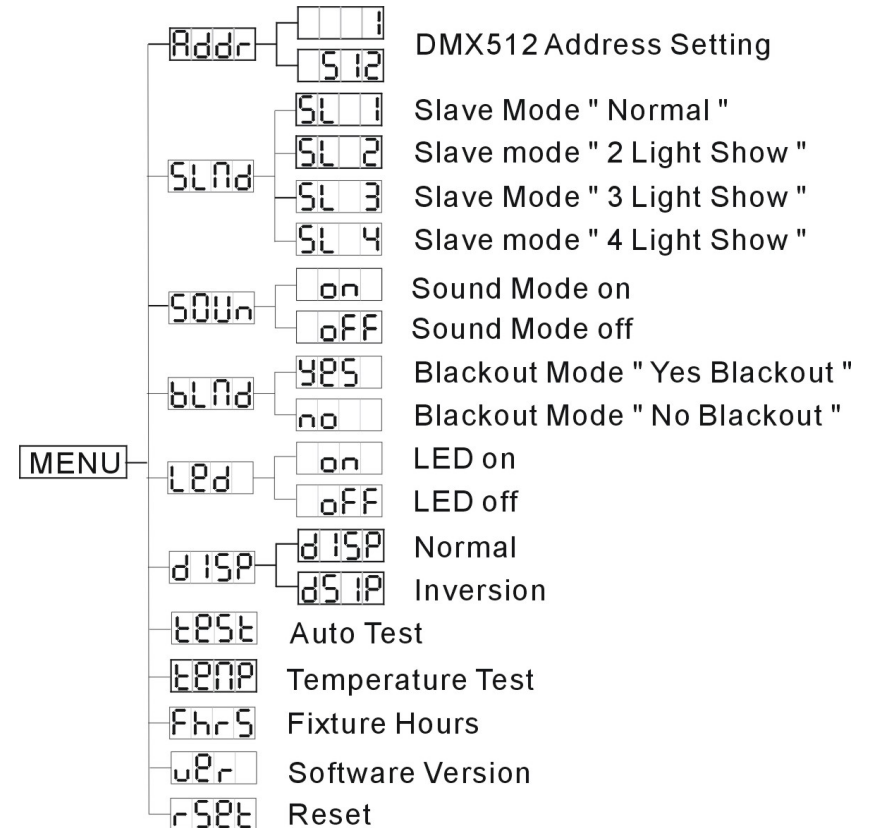 Addr 1 DMX512 Address Setting
512
SLMd SL 1 Slave Mode " Normal "
SL 2 Slave mode " 2 Light Show "
SL 3 Slave Mode " 3 Light Show "
SL 4 Slave mode " 4 Light Show "
SOUn on Sound Mode on
oFF Sound Mode off
bLMd yes Blackout Mode " Yes Blackout "
no Blackout Mode " No Blackout "
MENU
Led on LED on
oFF LED off
dISP dISP Normal
dSIP Inversion
test Auto Test
teMP Temperature Test
FhrS Fixture Hours
ver Software Version
rSet Reset